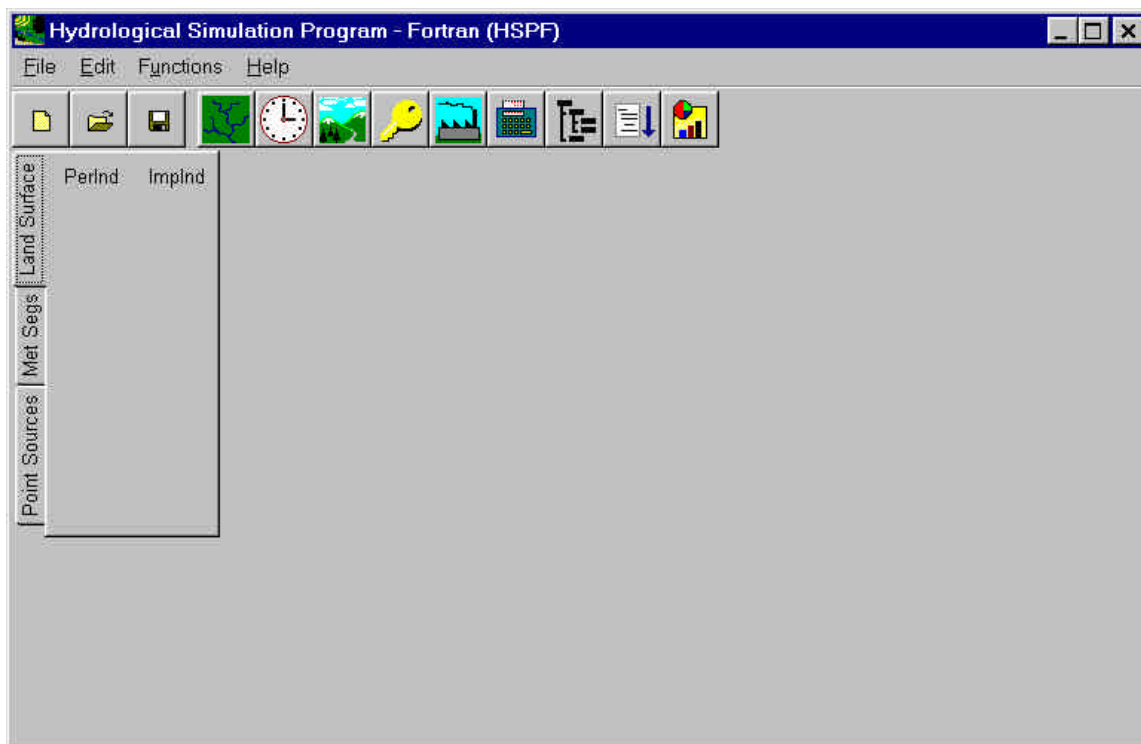 Hydrological Simulation Program - Fortran (HSPF)
File Edit Functions Help
PerInd ImpInd
Land Surface
Met Segs
Point Sources